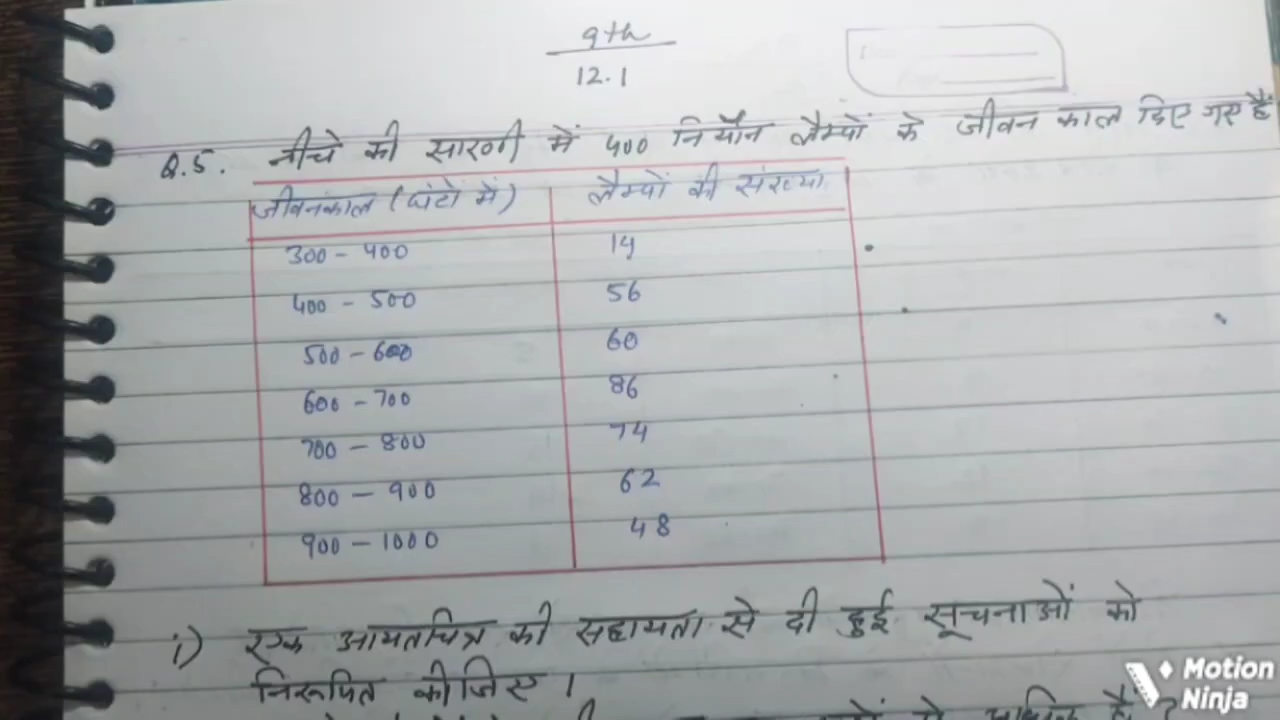 9th
12.1
Q.5. नीचे की सारणी में 400 नियॉन लैम्पों के जीवन काल दिए गए हैं
जीवनकाल (घंटो में) लैम्पों की संख्या
300 - 400 14
400 - 500 56
500 - 600 60
600 - 700 86
700 - 800 74
800 - 900 62
900 - 1000 48
i) एक आयतचित्र की सहायता से दी हुई सूचनाओं को
निरूपित कीजिए।
Motion
Ninja